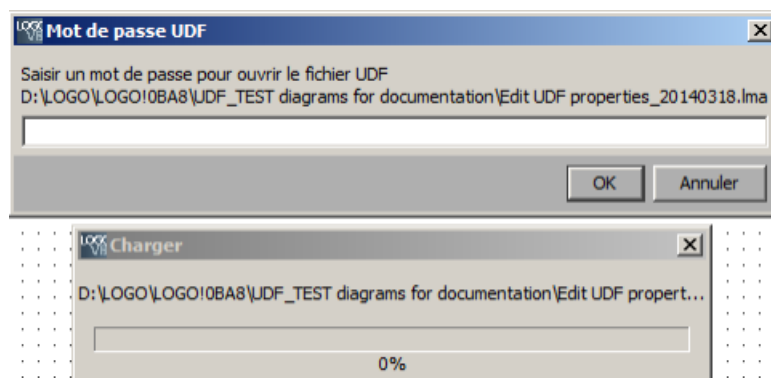 Mot de passe UDF
Saisir un mot de passe pour ouvrir le fichier UDF
D:\LOGO\LOGO!0BA8\UDF_TEST diagrams for documentation\Edit UDF properties_20140318.lma
OK
Annuler
Charger
D:\LOGO\LOGO!0BA8\UDF_TEST diagrams for documentation\Edit UDF propert...
0%